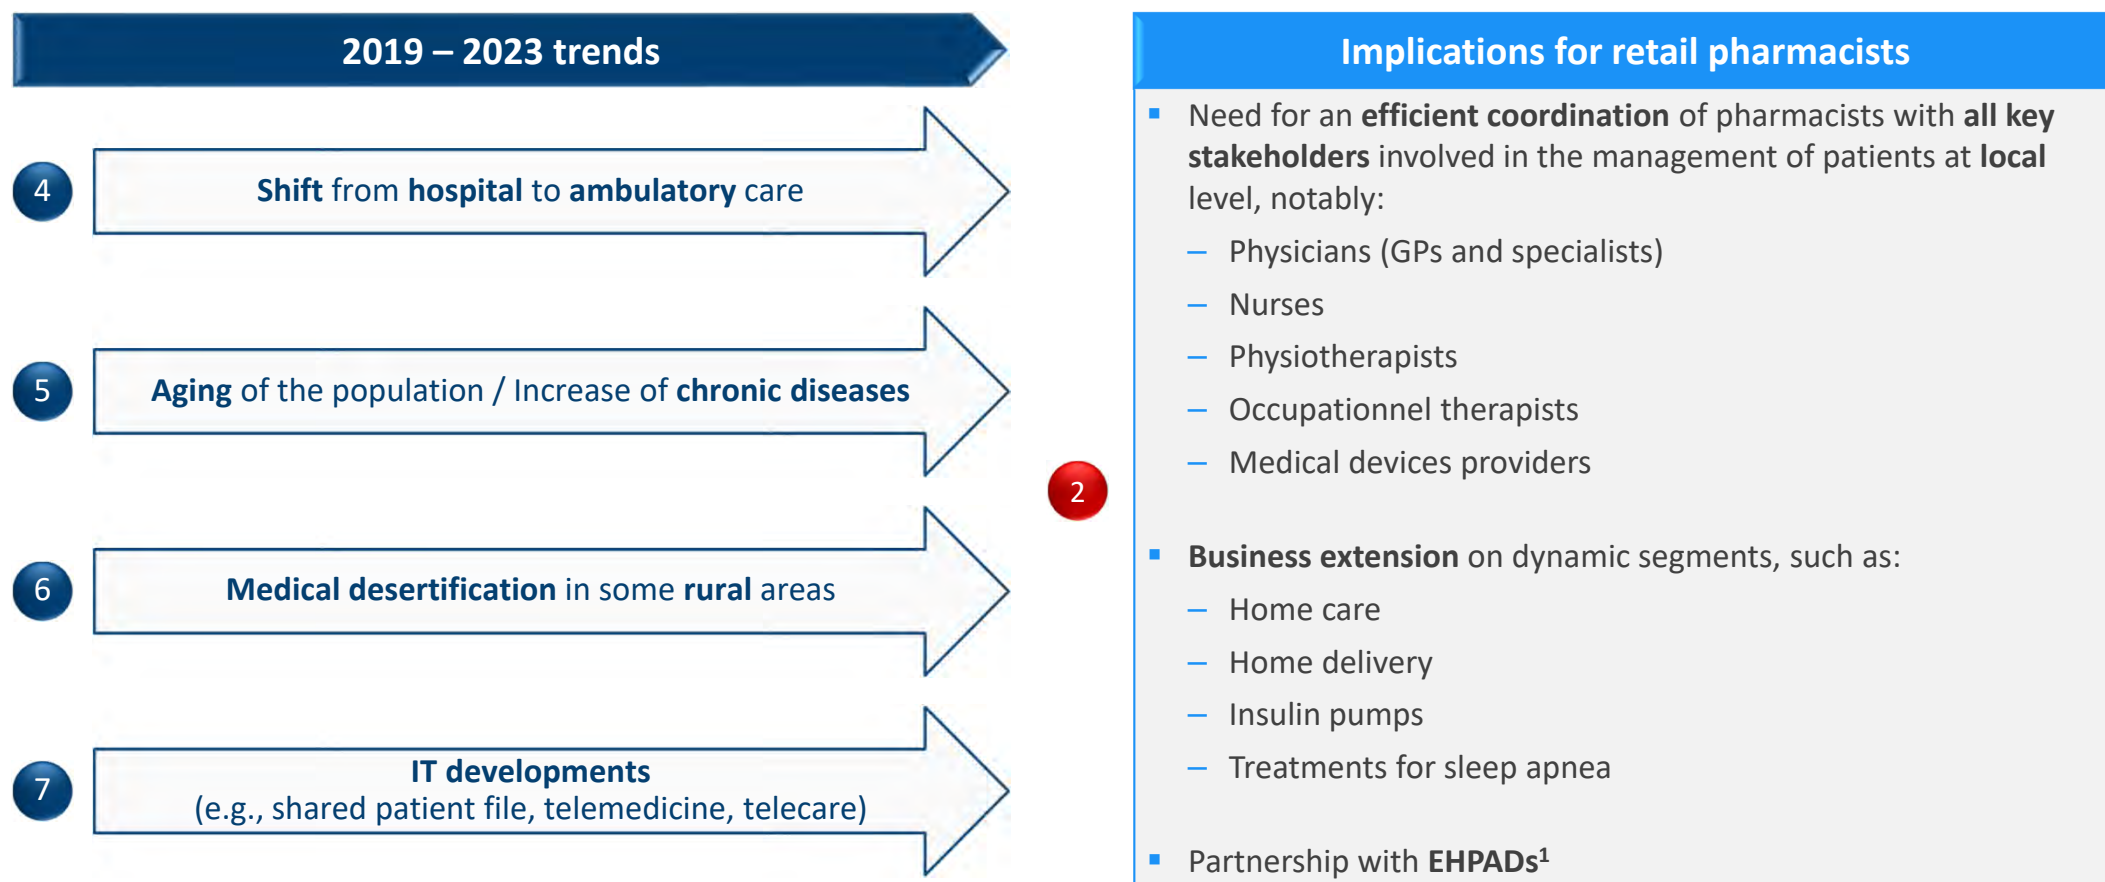 2019 – 2023 trends
4
Shift from hospital to ambulatory care
5
Aging of the population / Increase of chronic diseases
6
Medical desertification in some rural areas
7
IT developments
(e.g., shared patient file, telemedicine, telecare)
2
Implications for retail pharmacists
▪ Need for an efficient coordination of pharmacists with all key
stakeholders involved in the management of patients at local
level, notably:
– Physicians (GPs and specialists)
– Nurses
– Physiotherapists
– Occupationnel therapists
– Medical devices providers
▪ Business extension on dynamic segments, such as:
– Home care
– Home delivery
– Insulin pumps
– Treatments for sleep apnea
▪ Partnership with EHPADs¹